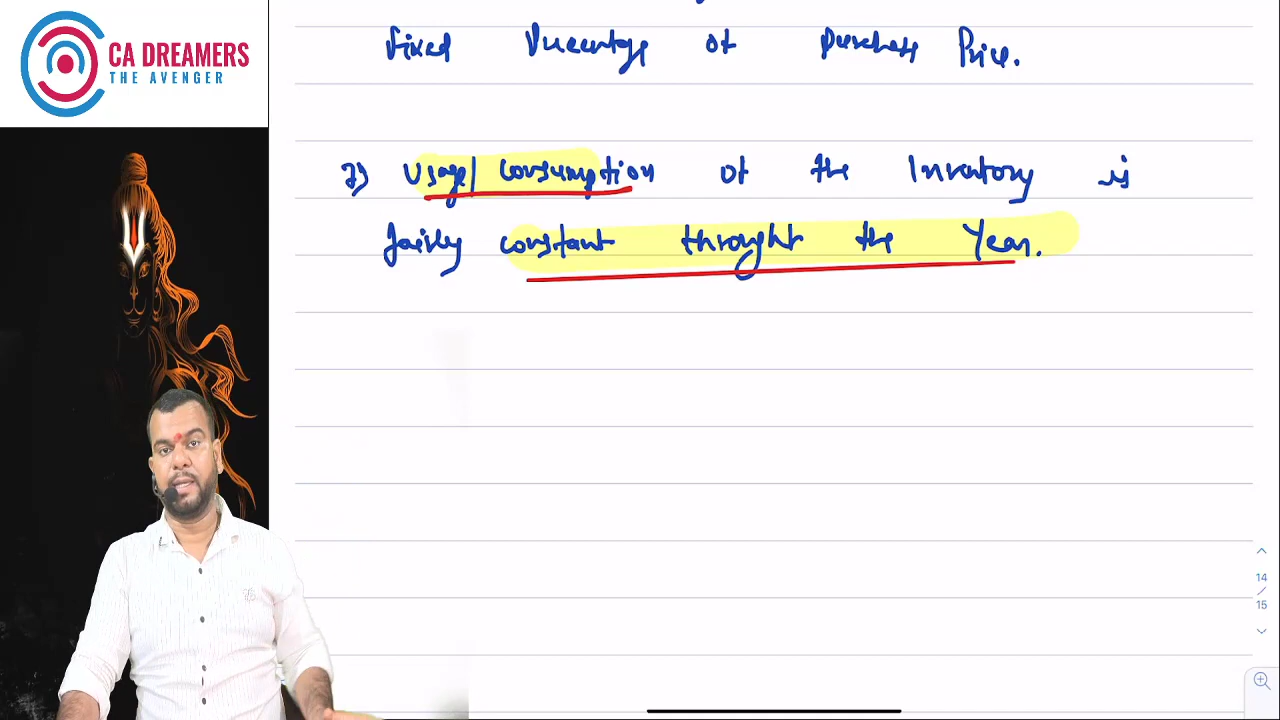 CA DREAMERS
THE AVENGER
fixed Percentage of purchase Price.
7) Usage/consumption of the Inventory is
fairly constant throught the Year.
14
15